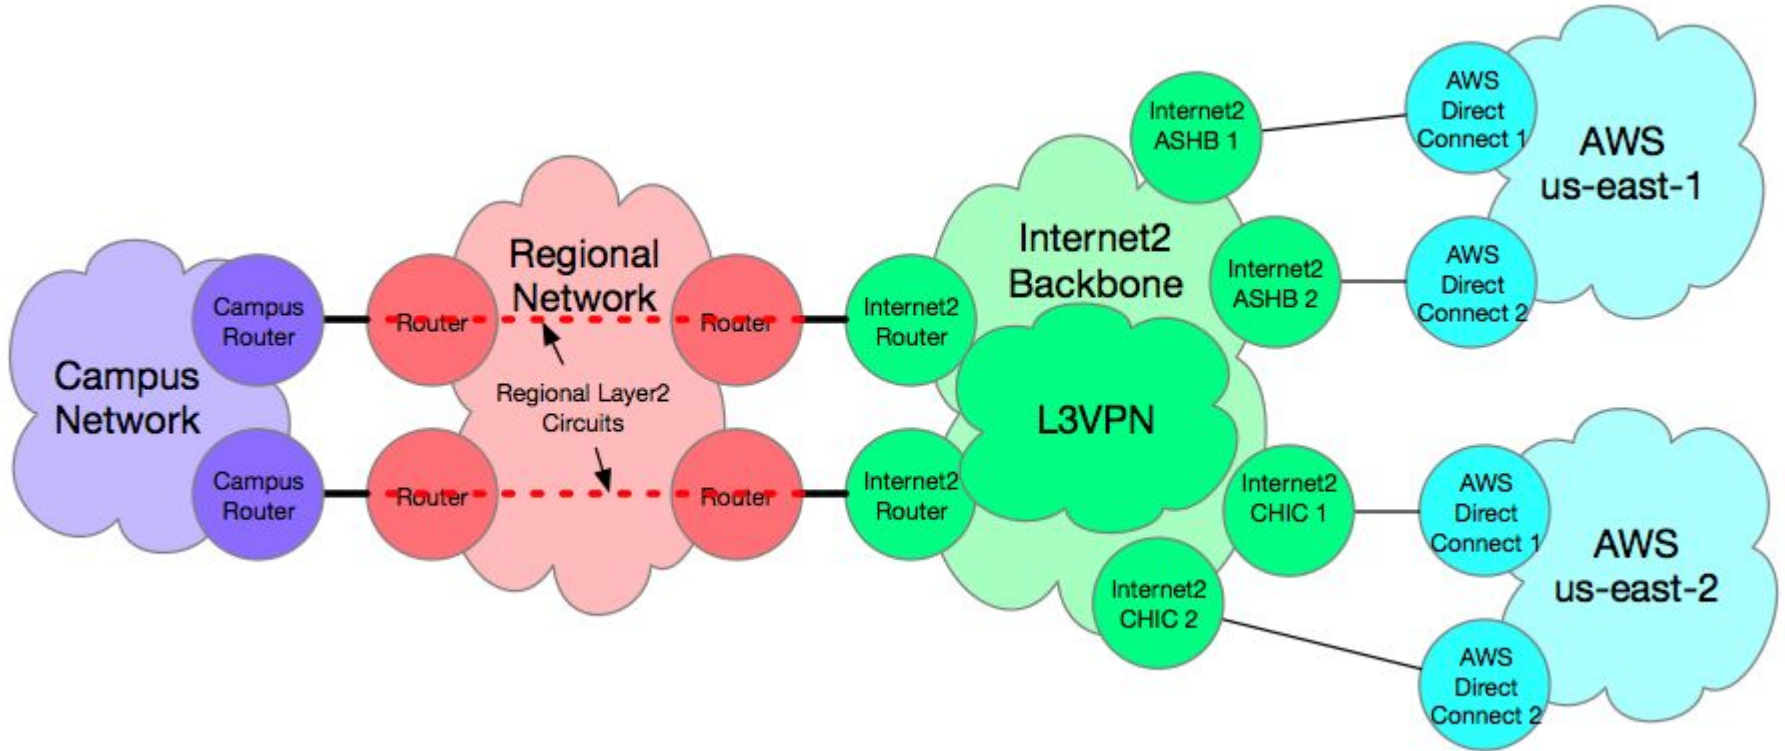 Campus
Network
Campus
Router
Campus
Router
Router
Router
Regional
Network
Regional Layer2
Circuits
Router
Router
Internet2
Router
Internet2
Router
Internet2
Backbone
L3VPN
Internet2
ASHB 1
Internet2
ASHB 2
Internet2
CHIC 1
Internet2
CHIC 2
AWS
Direct
Connect 1
AWS
Direct
Connect 2
AWS
us-east-1
AWS
Direct
Connect 1
AWS
Direct
Connect 2
AWS
us-east-2